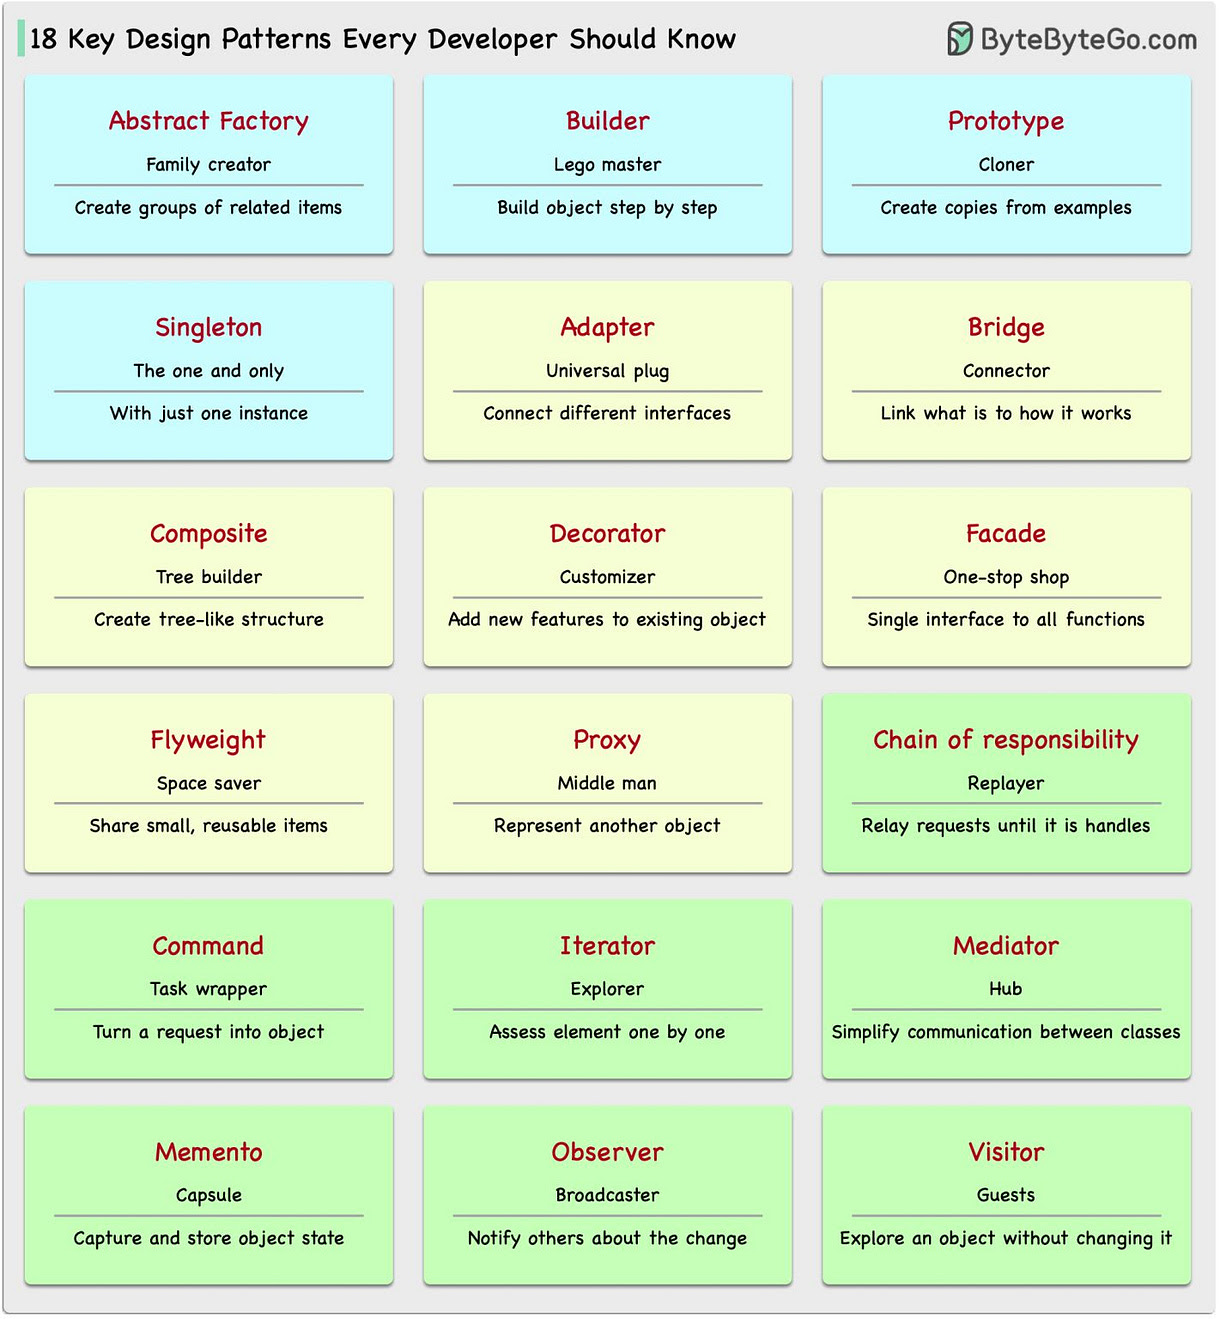 18 Key Design Patterns Every Developer Should Know
ByteByteGo.com
Abstract Factory
Family creator
Create groups of related items
Builder
Lego master
Build object step by step
Prototype
Cloner
Create copies from examples
Singleton
The one and only
With just one instance
Adapter
Universal plug
Connect different interfaces
Bridge
Connector
Link what is to how it works
Composite
Tree builder
Create tree-like structure
Decorator
Customizer
Add new features to existing object
Facade
One-stop shop
Single interface to all functions
Flyweight
Space saver
Share small, reusable items
Proxy
Middle man
Represent another object
Chain of responsibility
Replayer
Relay requests until it is handles
Command
Task wrapper
Turn a request into object
Iterator
Explorer
Assess element one by one
Mediator
Hub
Simplify communication between classes
Memento
Capsule
Capture and store object state
Observer
Broadcaster
Notify others about the change
Visitor
Guests
Explore an object without changing it